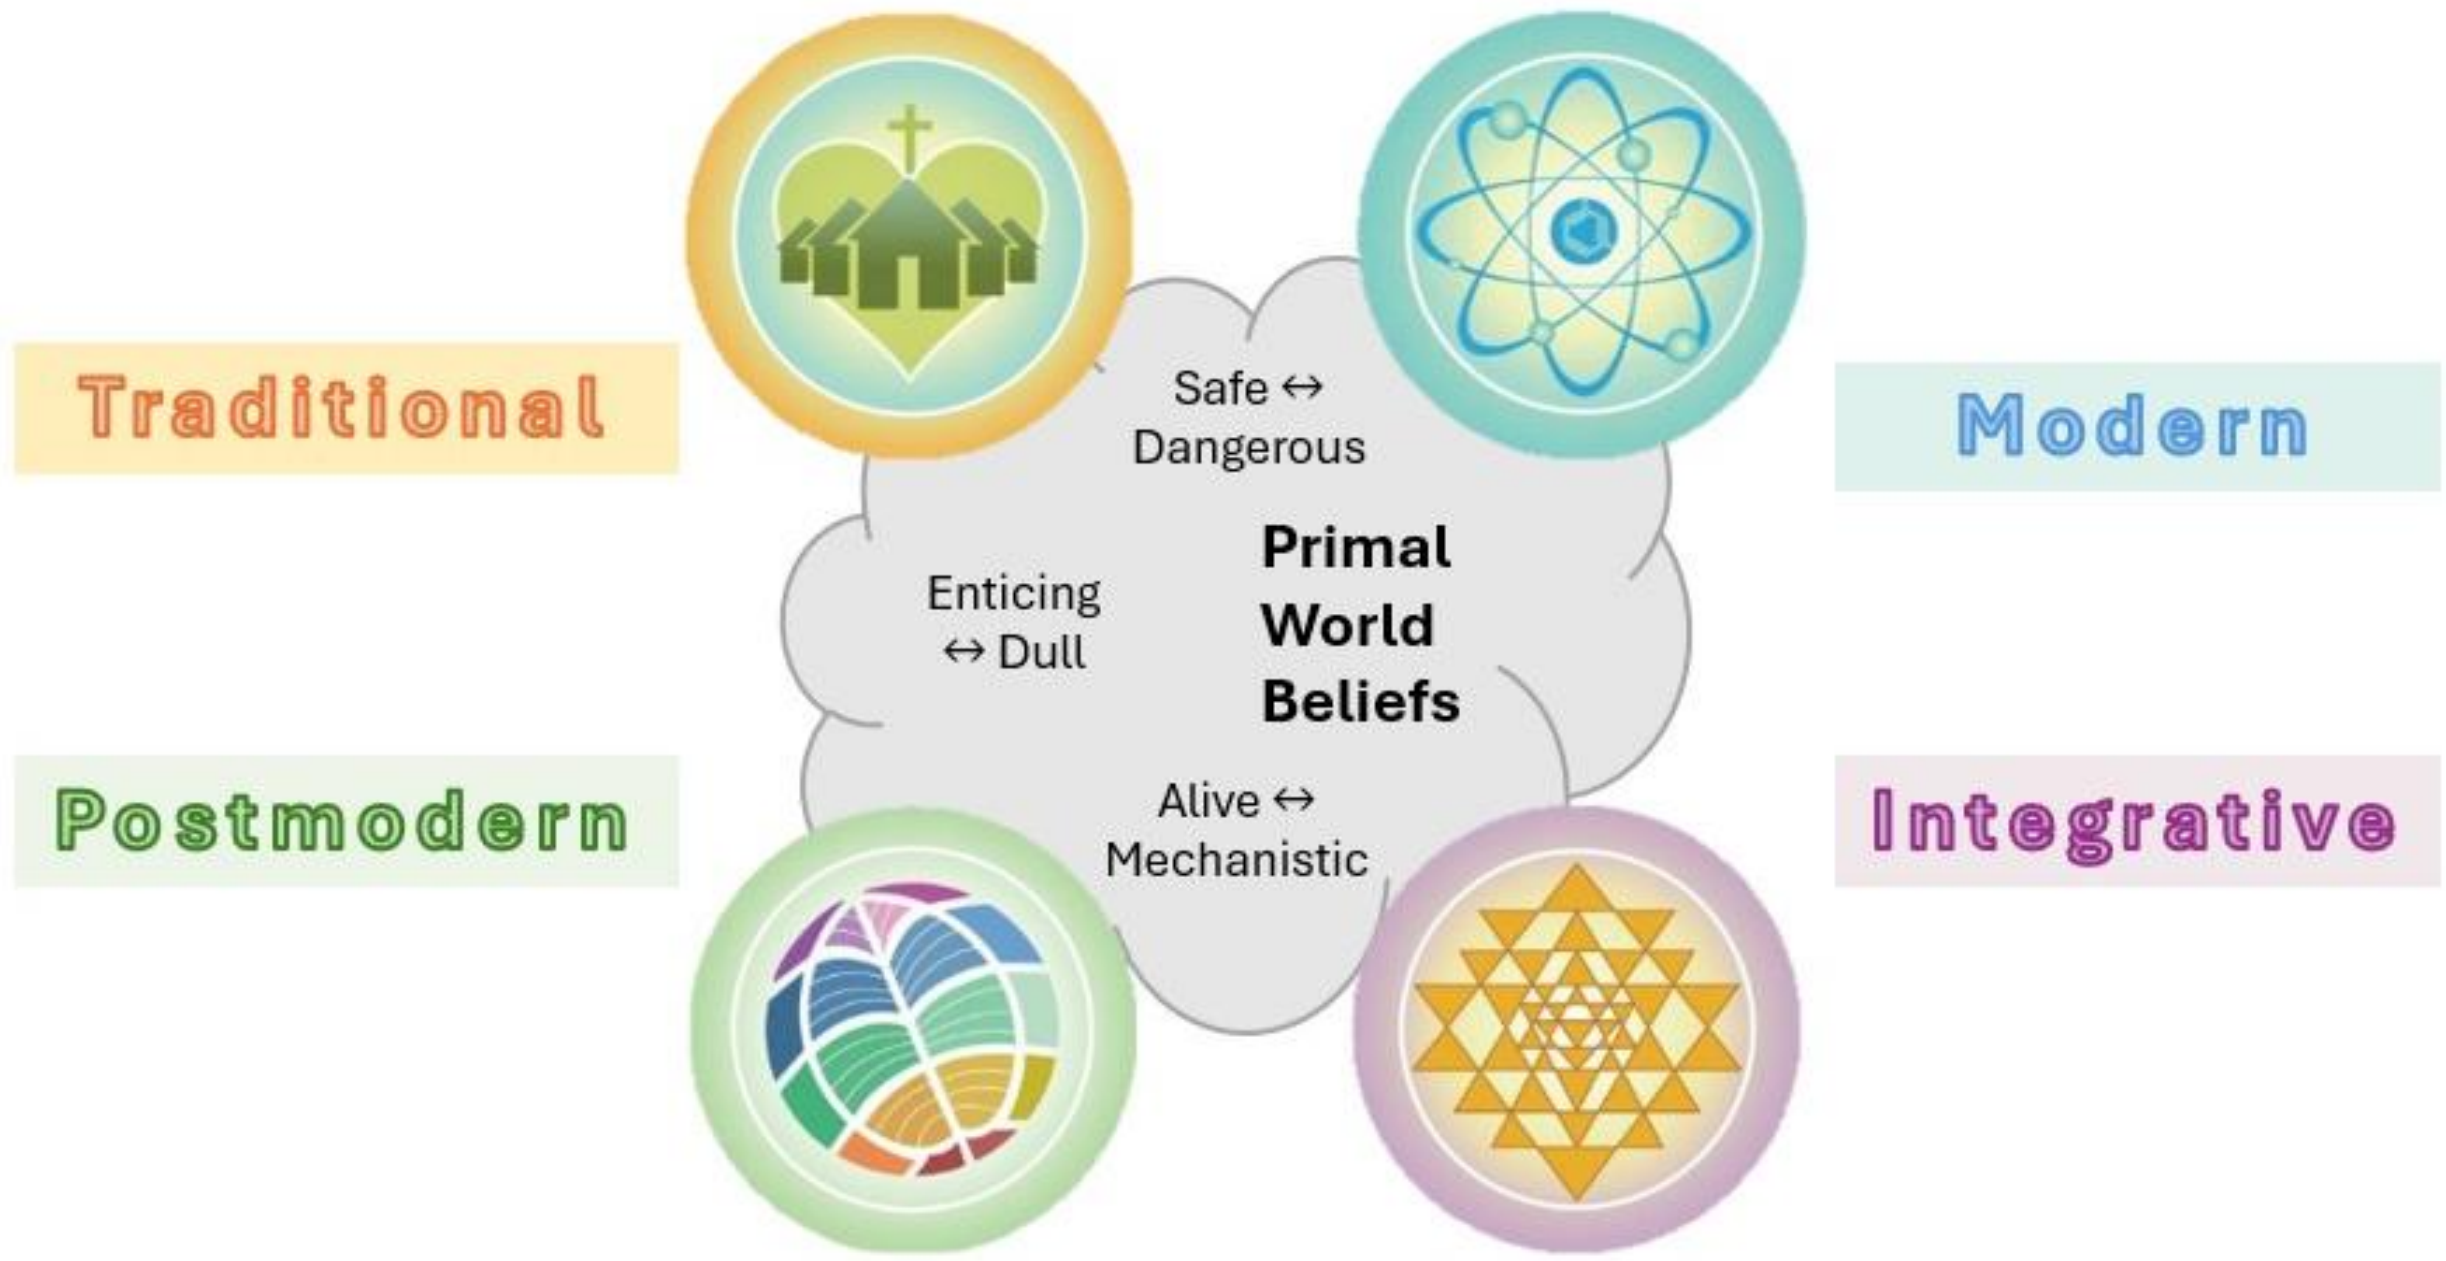 Traditional
Modern
Safe ↔
Dangerous
Primal
World
Beliefs
Enticing
↔ Dull
Alive ↔
Mechanistic
Postmodern
Integrative